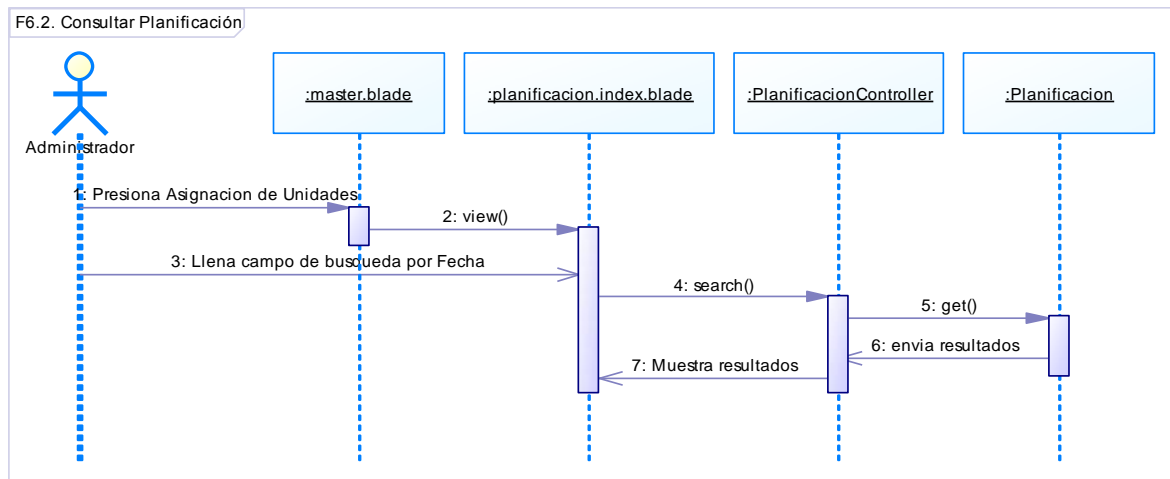 F6.2. Consultar Planificación
:master.blade
:planificacion.index.blade
:PlanificacionController
:Planificacion
Administrador
1: Presiona Asignacion de Unidades
2: view()
3: Llena campo de busqueda por Fecha
4: search()
5: get()
6: envia resultados
7: Muestra resultados